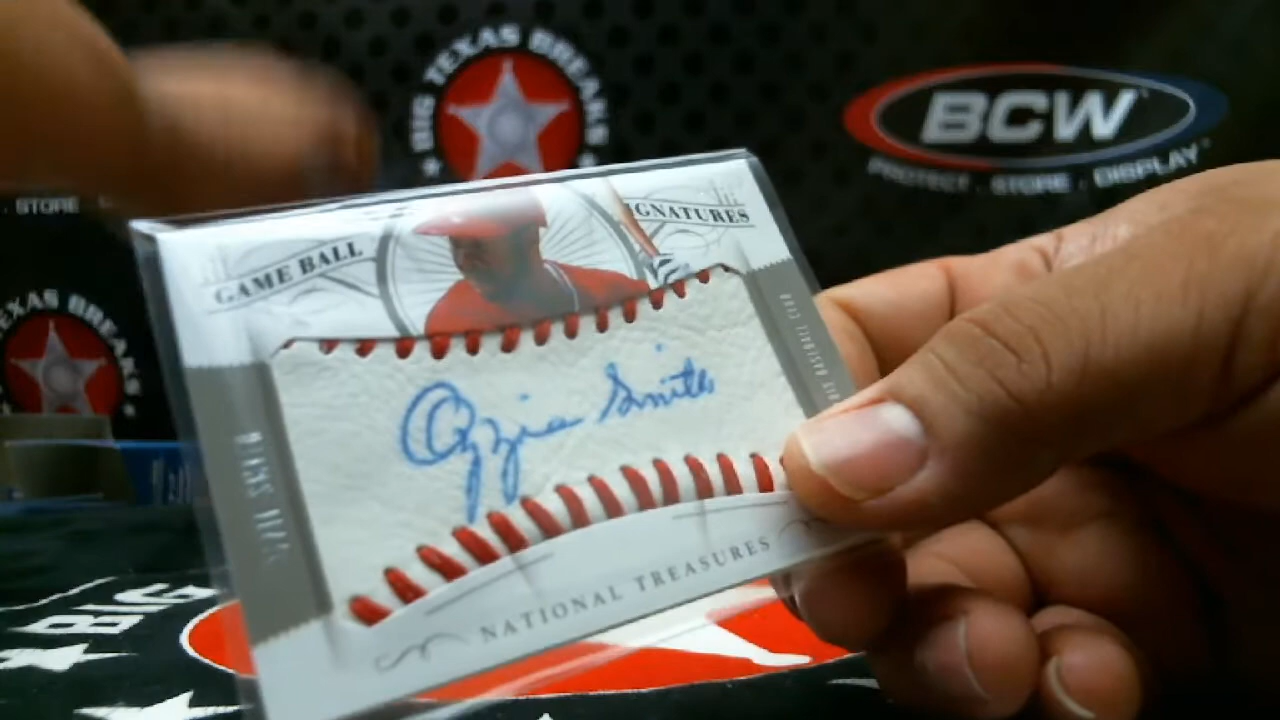 BIG TEXAS BREAKS
BCW
PROTECT . STORE . DISPLAY
. STORE
TEXAS BREAKS
GAME BALL
SIGNATURES
Ozzie Smith
NATIONAL TREASURES
BIG